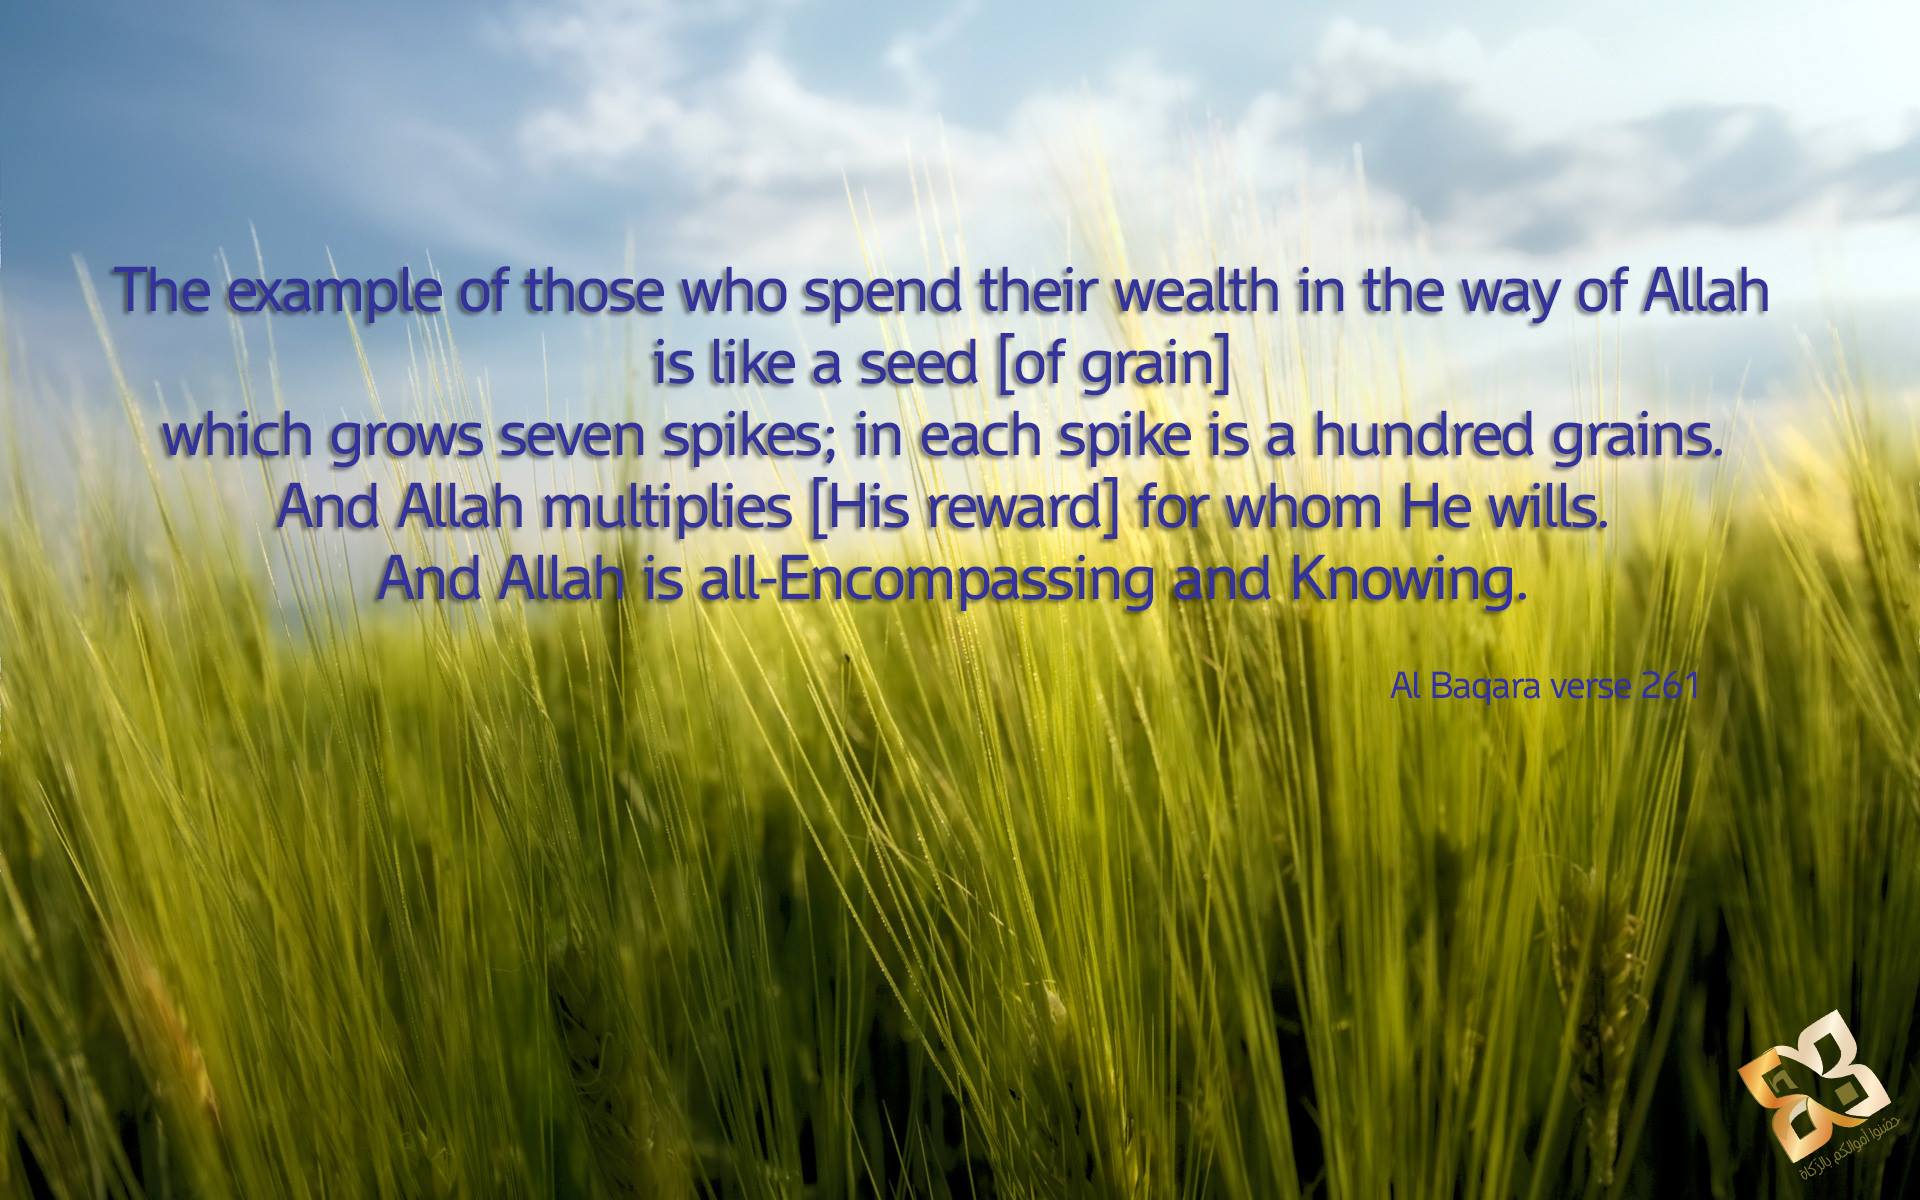 The example of those who spend their wealth in the way of Allah
is like a seed [of grain]
which grows seven spikes; in each spike is a hundred grains.
And Allah multiplies [His reward] for whom He wills.
And Allah is all-Encompassing and Knowing.
Al Baqara verse 261
حصّنوا أموالكم بالزكاة